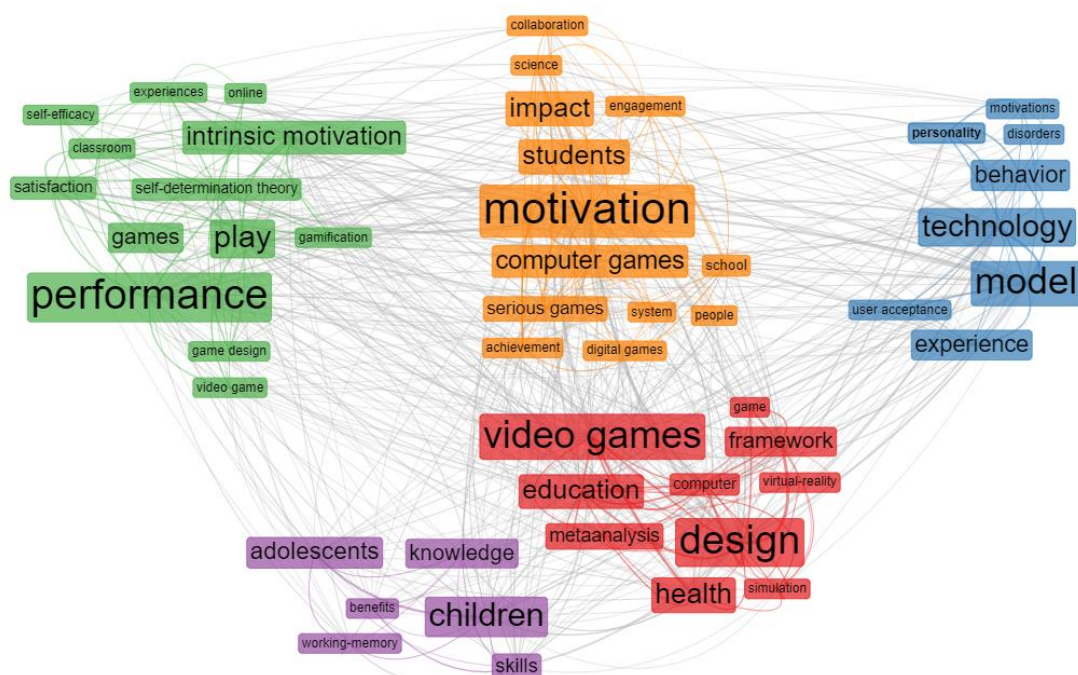 collaboration
science
impact
engagement
students
motivation
computer games
school
serious games
system
people
achievement
digital games
experiences
online
self-efficacy
intrinsic motivation
classroom
satisfaction
self-determination theory
games
play
gamification
performance
game design
video game
motivations
personality
disorders
behavior
technology
model
user acceptance
experience
video games
game
framework
education
computer
virtual-reality
metaanalysis
design
health
simulation
adolescents
knowledge
benefits
children
working-memory
skills